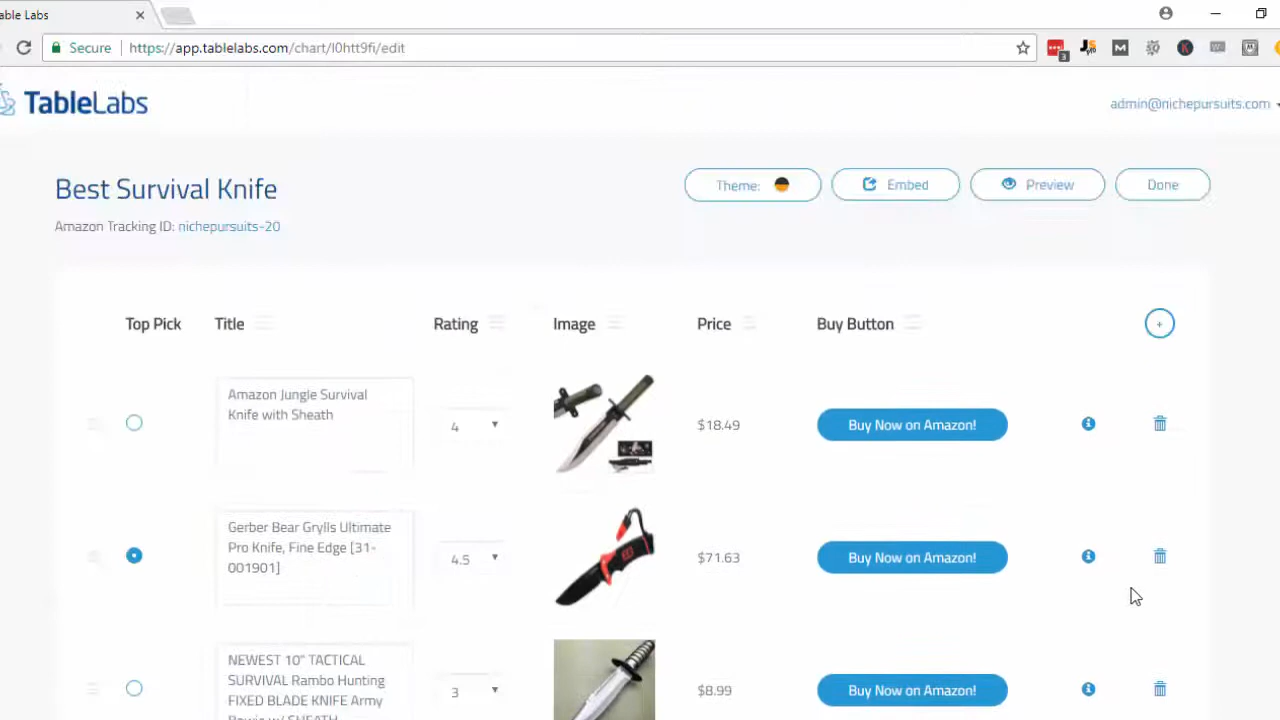 able Labs
Secure https://app.tablelabs.com/chart/l0htt9fi/edit
3
TableLabs
admin@nichepursuits.com
Best Survival Knife
Theme:
Embed
Preview
Done
Amazon Tracking ID: nichepursuits-20
Top Pick
Title
Rating
Image
Price
Buy Button
+
Amazon Jungle Survival
Knife with Sheath
4
$18.49
Buy Now on Amazon!
Gerber Bear Grylls Ultimate
Pro Knife, Fine Edge [31-
001901]
4.5
$71.63
Buy Now on Amazon!
NEWEST 10" TACTICAL
SURVIVAL Rambo Hunting
FIXED BLADE KNIFE Army
Bowie w/ SHEATH
3
$8.99
Buy Now on Amazon!